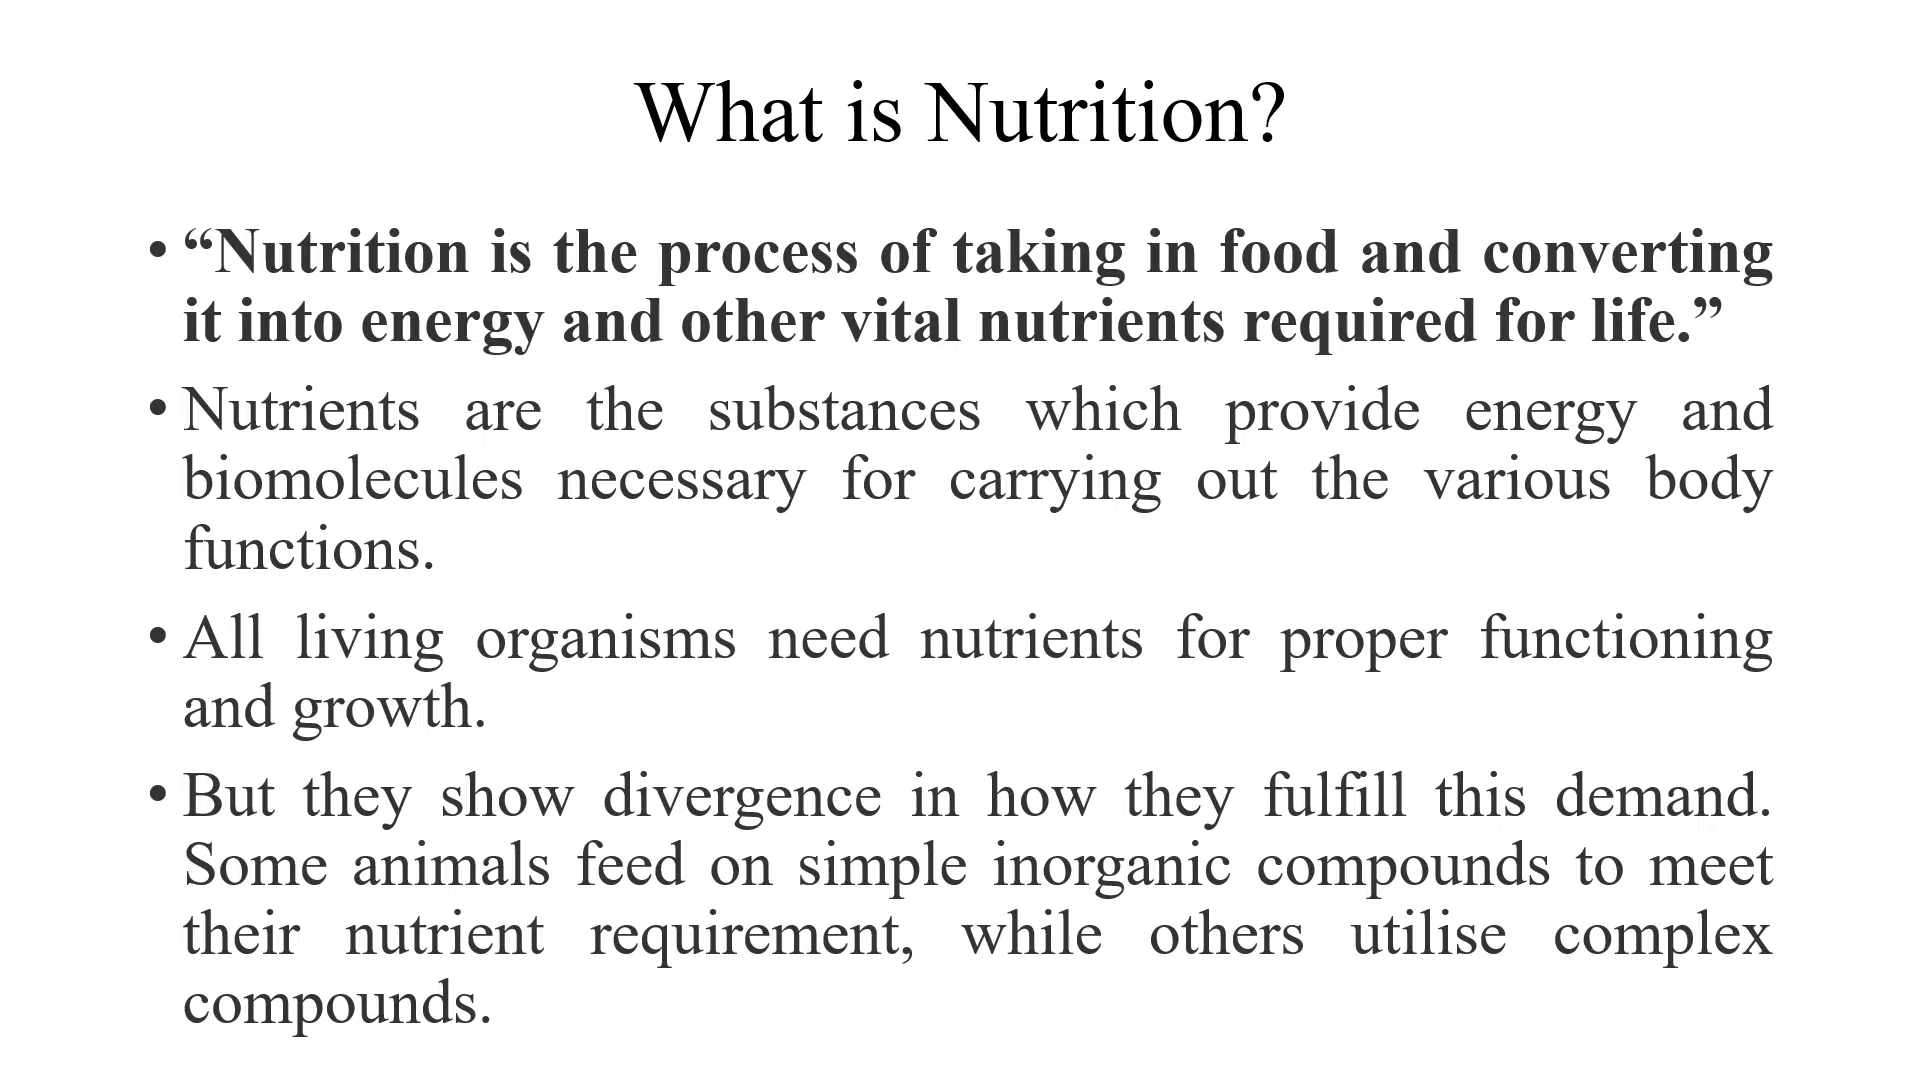 What is Nutrition?
• “Nutrition is the process of taking in food and converting
it into energy and other vital nutrients required for life.”
• Nutrients are the substances which provide energy and
biomolecules necessary for carrying out the various body
functions.
• All living organisms need nutrients for proper functioning
and growth.
• But they show divergence in how they fulfill this demand.
Some animals feed on simple inorganic compounds to meet
their nutrient requirement, while others utilise complex
compounds.